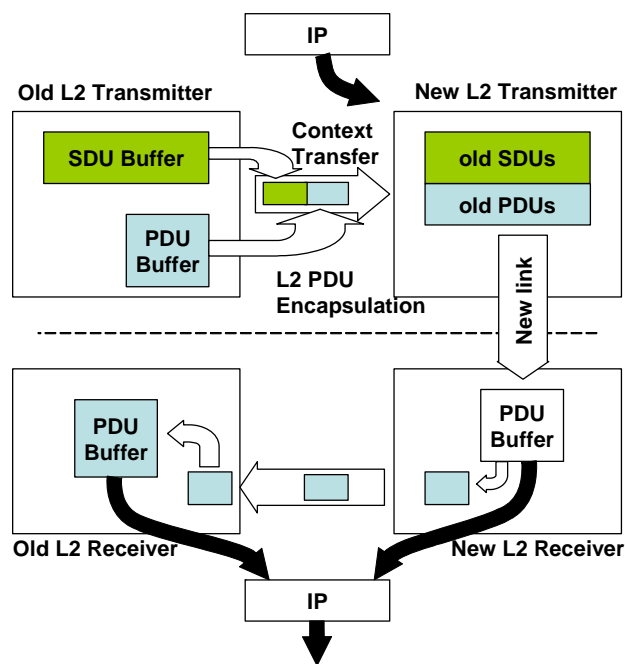 IP
Old L2 Transmitter
New L2 Transmitter
SDU Buffer
Context
Transfer
old SDUs
old PDUs
PDU
Buffer
L2 PDU
Encapsulation
New link
PDU
Buffer
PDU
Buffer
Old L2 Receiver
New L2 Receiver
IP